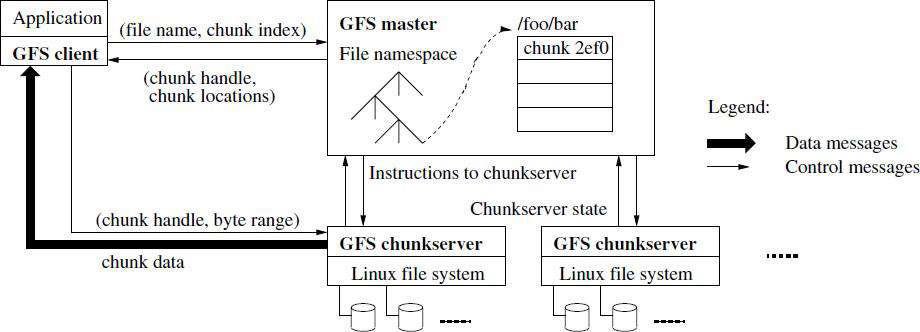 Application
GFS client
(file name, chunk index)
(chunk handle,
chunk locations)
GFS master
File namespace
/foo/bar
chunk 2ef0
Legend:
Data messages
Control messages
Instructions to chunkserver
Chunkserver state
(chunk handle, byte range)
chunk data
GFS chunkserver
Linux file system
GFS chunkserver
Linux file system